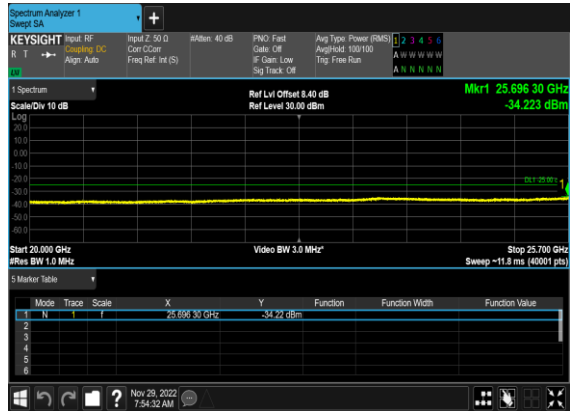 Spectrum Analyzer 1
Swept SA
+
KEYSIGHT Input: RF Input Z: 50 Ω #Atten: 40 dB PNO: Fast Avg Type: Power (RMS) 1 2 3 4 5 6
R T Coupling: DC Corr CCorr Gate: Off Avg|Hold: 100/100 A W W W W W
Align: Auto Freq Ref: Int (S) IF Gain: Low Trig: Free Run
LW Sig Track: Off A N N N N N
1 Spectrum Ref Lvl Offset 8.40 dB Mkr1 25.696 30 GHz
Scale/Div 10 dB Ref Level 30.00 dBm -34.223 dBm
Log
20.0
10.0
0.00
-10.0
-20.0
DL1 -25.00
1
-30.0
-40.0
-50.0
-60.0
Start 20.000 GHz Video BW 3.0 MHz* Stop 25.700 GHz
#Res BW 1.0 MHz Sweep ~11.8 ms (40001 pts)
5 Marker Table
Mode Trace Scale X Y Function Function Width Function Value
1 N 1 f 25.696 30 GHz -34.22 dBm
2
3
4
5
6
? Nov 29, 2022
7:54:32 AM